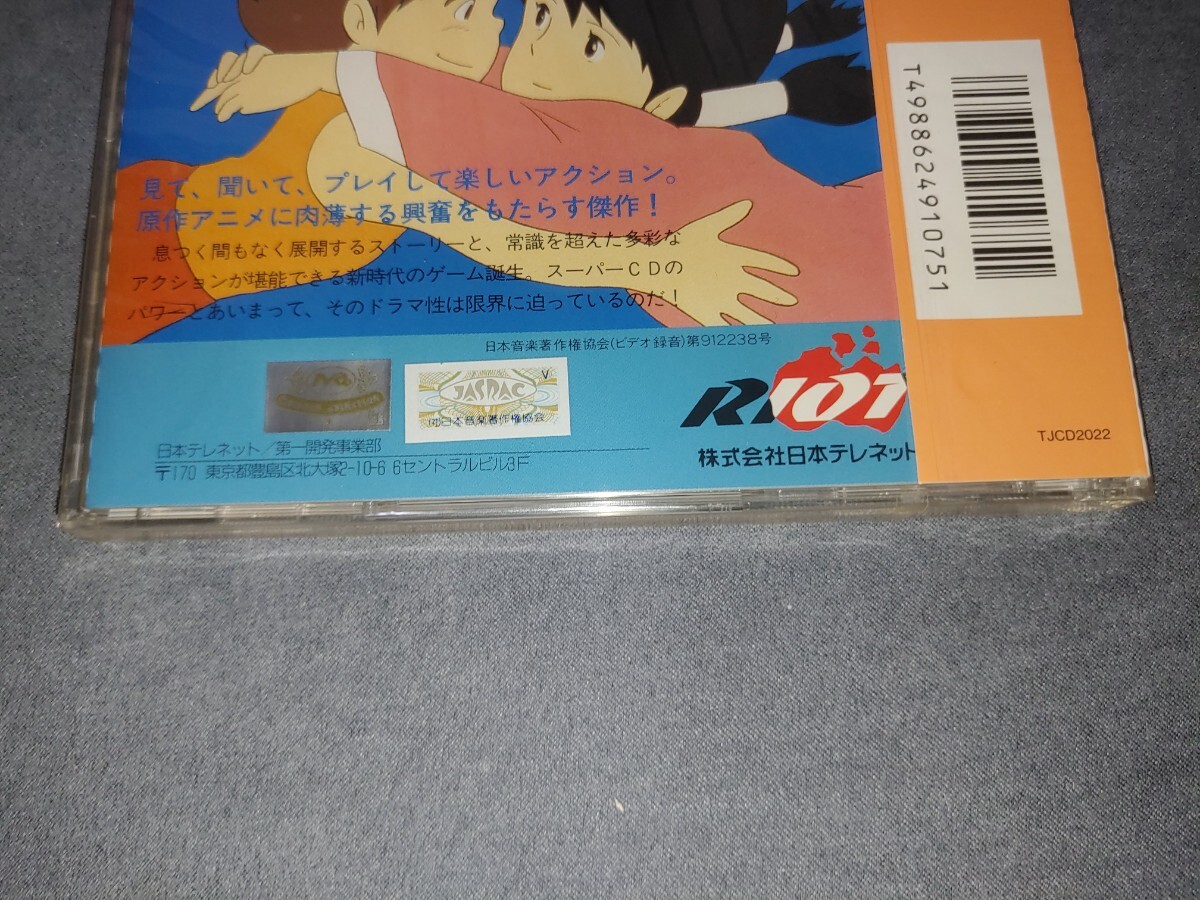 見て、聞いて、プレイして楽しいアクション。
原作アニメに肉薄する興奮をもたらす傑作！
息つく間もなく展開するストーリーと、常識を超えた多彩な
アクションが堪能できる新時代のゲーム誕生。スーパーＣＤの
パワーとあいまって、そのドラマ性は限界に迫っているのだ！
日本音楽著作権協会(ビデオ録音)第912238号
V
JASRAC
(社)日本音楽著作権協会
日本テレネット／第一開発事業部
〒170 東京都豊島区北大塚2-10-6 6セントラルビル3F
RIOT
株式会社日本テレネット
T4988624910751
TJCD2022